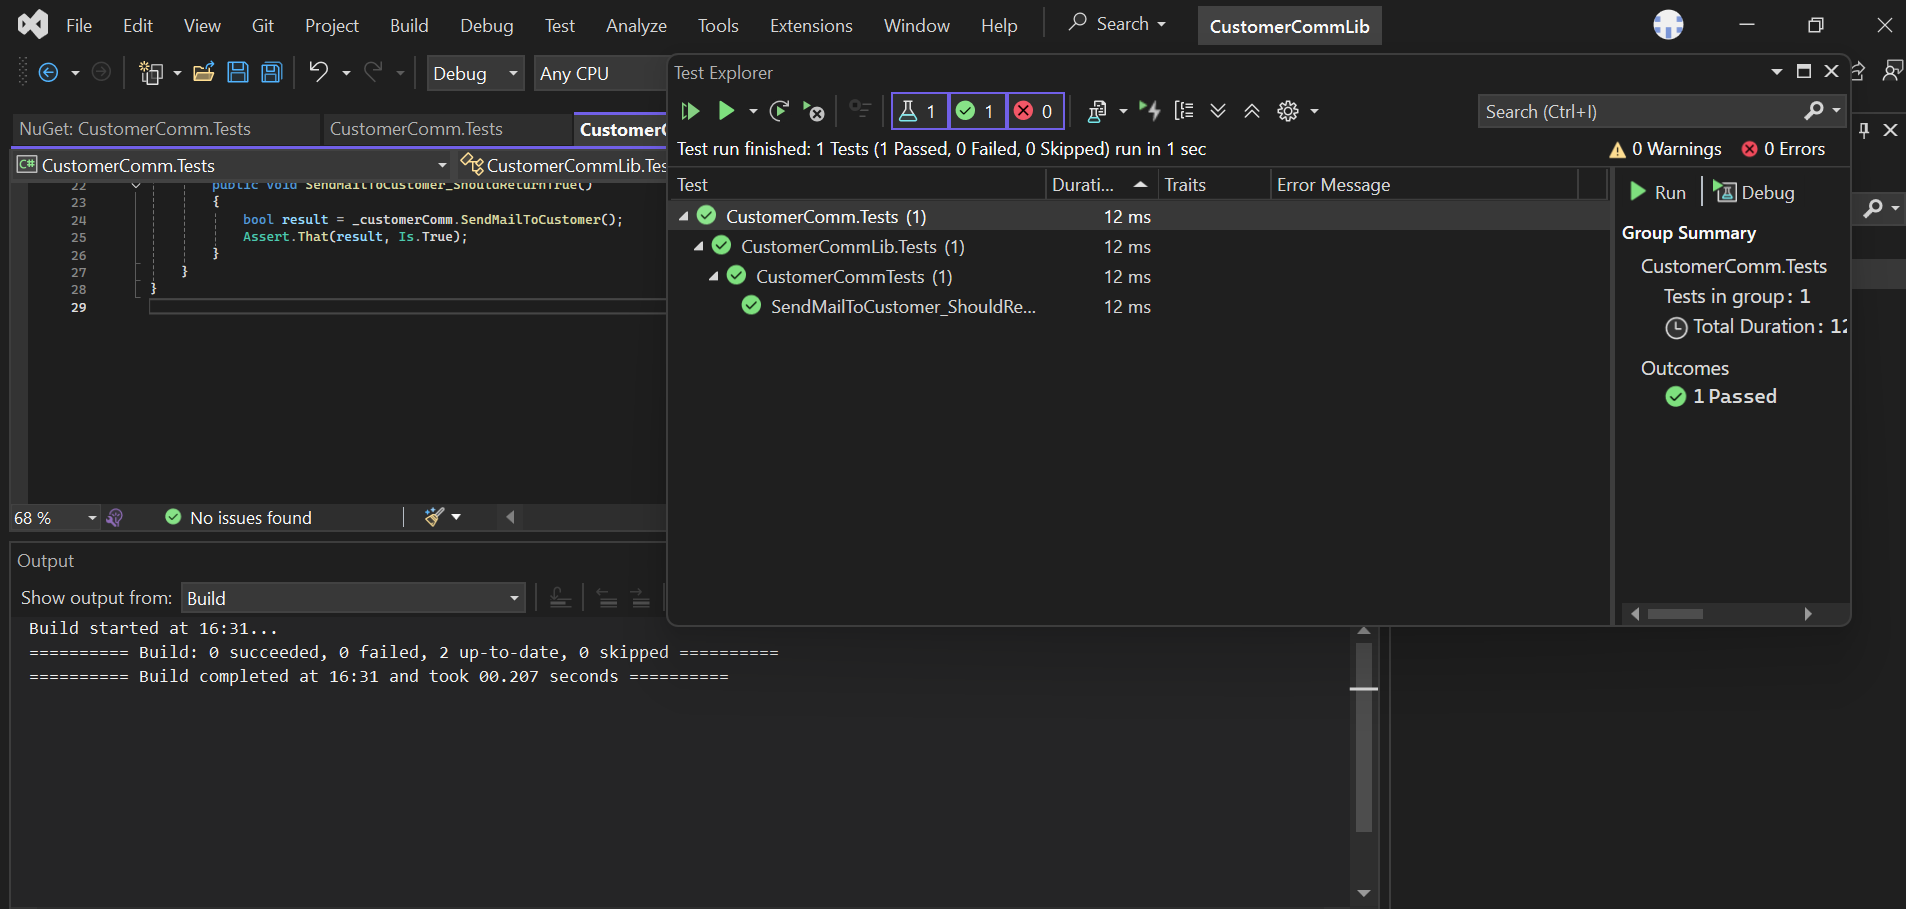 File Edit View Git Project Build Debug Test Analyze Tools Extensions Window Help Search CustomerCommLib
Debug Any CPU
Test Explorer
1 1 0
Search (Ctrl+I)
Test run finished: 1 Tests (1 Passed, 0 Failed, 0 Skipped) run in 1 sec
0 Warnings 0 Errors
Test Durati... Traits Error Message
CustomerComm.Tests (1) 12 ms
CustomerCommLib.Tests (1) 12 ms
CustomerCommTests (1) 12 ms
SendMailToCustomer_ShouldRe... 12 ms
Run Debug
Group Summary
CustomerComm.Tests
Tests in group: 1
Total Duration: 12
Outcomes
1 Passed
NuGet: CustomerComm.Tests CustomerComm.Tests
C# CustomerComm.Tests CustomerCommLib.Tes
22 public void SendMailToCustomer_ShouldReturnTrue()
23 {
24 bool result = _customerComm.SendMailToCustomer();
25 Assert.That(result, Is.True);
26 }
27 }
28 }
29
68 % No issues found
Output
Show output from: Build
Build started at 16:31...
========== Build: 0 succeeded, 0 failed, 2 up-to-date, 0 skipped ==========
========== Build completed at 16:31 and took 00.207 seconds ==========